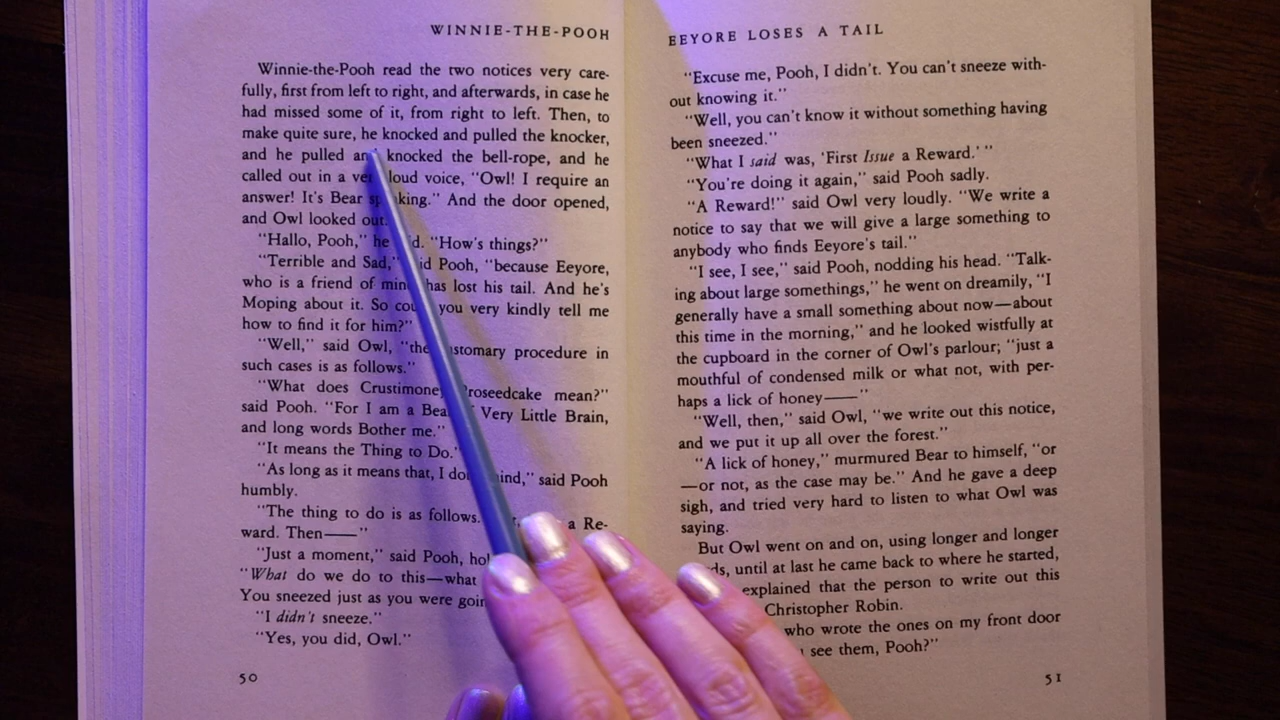 WINNIE-THE-POOH
Winnie-the-Pooh read the two notices very care-
fully, first from left to right, and afterwards, in case he
had missed some of it, from right to left. Then, to
make quite sure, he knocked and pulled the knocker,
and he pulled and knocked the bell-rope, and he
called out in a very loud voice, "Owl! I require an
answer! It's Bear speaking." And the door opened,
and Owl looked out.
"Hallo, Pooh," he said. "How's things?"
"Terrible and Sad," said Pooh, "because Eeyore,
who is a friend of mine has lost his tail. And he's
Moping about it. So could you very kindly tell me
how to find it for him?"
"Well," said Owl, "the customary procedure in
such cases is as follows."
"What does Crustimoney Proseedcake mean?"
said Pooh. "For I am a Bear Very Little Brain,
and long words Bother me."
"It means the Thing to Do."
"As long as it means that, I don't mind," said Pooh
humbly.
"The thing to do is as follows. a Re-
ward. Then——"
"Just a moment," said Pooh,
"What do we do to this—what
You sneezed just as you were
"I didn't sneeze."
"Yes, you did, Owl."
50
EEYORE LOSES A TAIL
"Excuse me, Pooh, I didn't. You can't sneeze with-
out knowing it."
"Well, you can't know it without something having
been sneezed."
"What I said was, 'First Issue a Reward.' "
"You're doing it again," said Pooh sadly.
"A Reward!" said Owl very loudly. "We write a
notice to say that we will give a large something to
anybody who finds Eeyore's tail."
"I see, I see," said Pooh, nodding his head. "Talk-
ing about large somethings," he went on dreamily, "I
generally have a small something about now—about
this time in the morning," and he looked wistfully at
the cupboard in the corner of Owl's parlour; "just a
mouthful of condensed milk or what not, with per-
haps a lick of honey——"
"Well, then," said Owl, "we write out this notice,
and we put it up all over the forest."
"A lick of honey," murmured Bear to himself, "or
—or not, as the case may be." And he gave a deep
sigh, and tried very hard to listen to what Owl was
saying.
But Owl went on and on, using longer and longer
until at last he came back to where he started,
explained that the person to write out this
Christopher Robin.
who wrote the ones on my front door
see them, Pooh?"
51